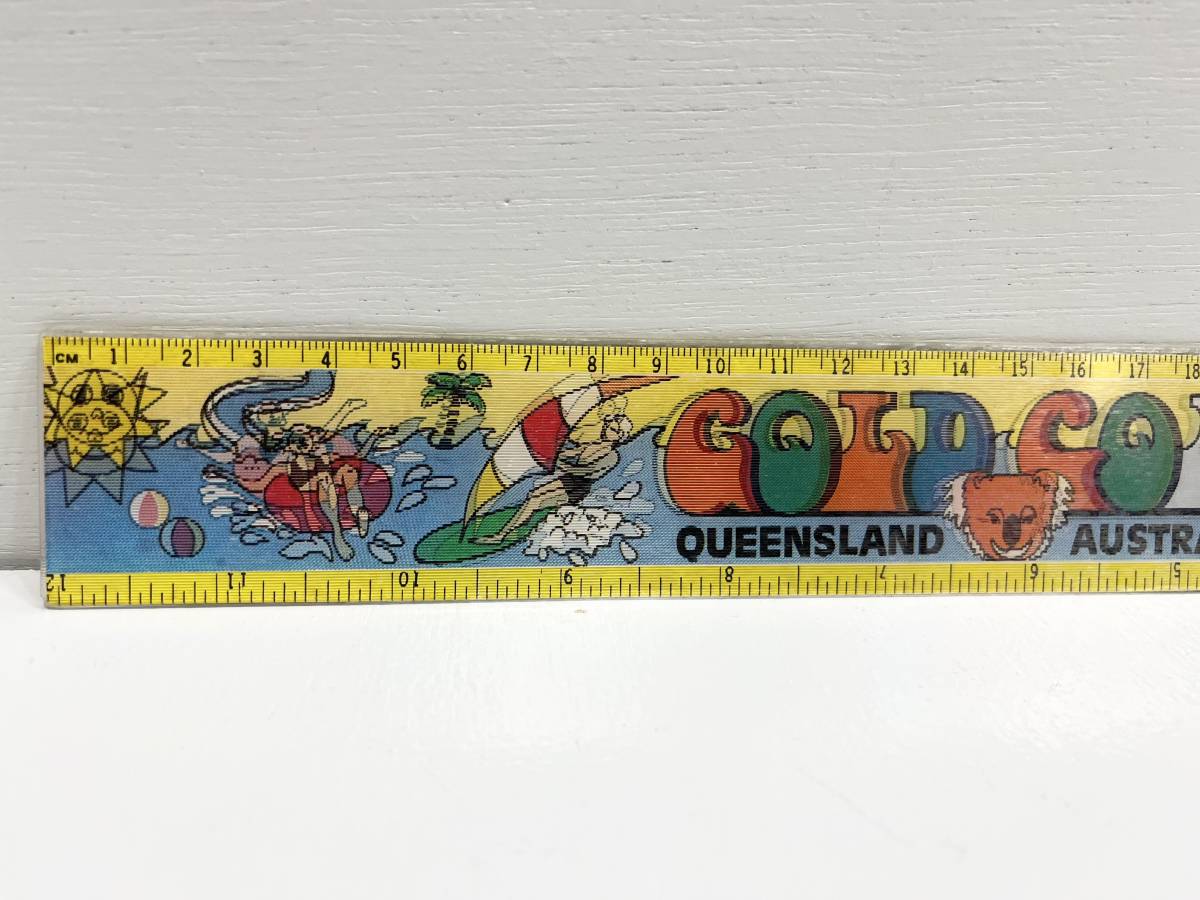 CM 1 2 3 4 5 6 7 8 9 10 11 12 13 14 15 16 17 18
GOLD CO
QUEENSLAND AUSTRA
12 11 10 9 8 7 6 5